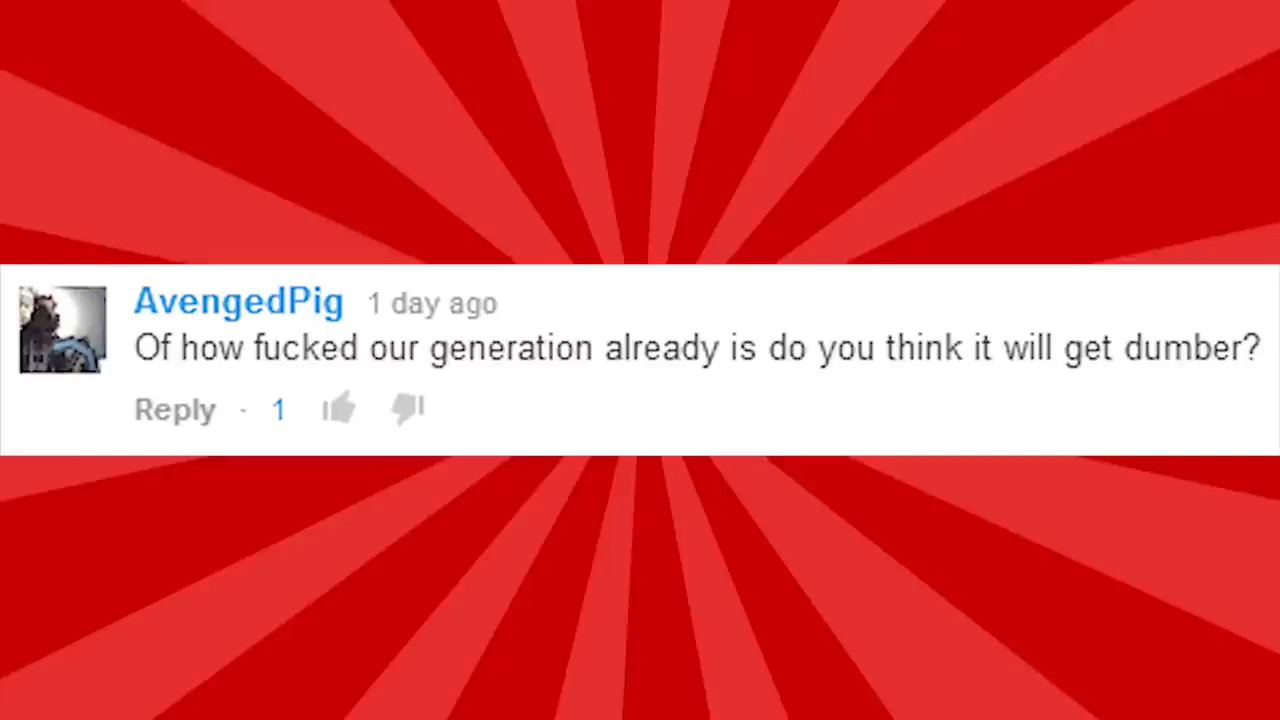 AvengedPig 1 day ago
Of how fucked our generation already is do you think it will get dumber?
Reply · 1